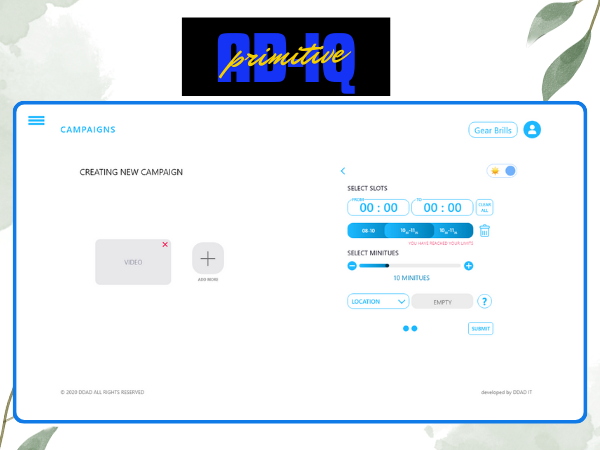 AD-IQ
primitive
CAMPAIGNS
Gear Brills
CREATING NEW CAMPAIGN
SELECT SLOTS
FROM
00 : 00
TO
00 : 00
CLEAR
ALL
08-10
YOU HAVE REACHED YOUR LIMITS
SELECT MINITUES
10 MINITUES
VIDEO
ADD MORE
LOCATION
EMPTY
?
SUBMIT
© 2020 DDAD ALL RIGHTS RESERVED
developed by DDAD IT